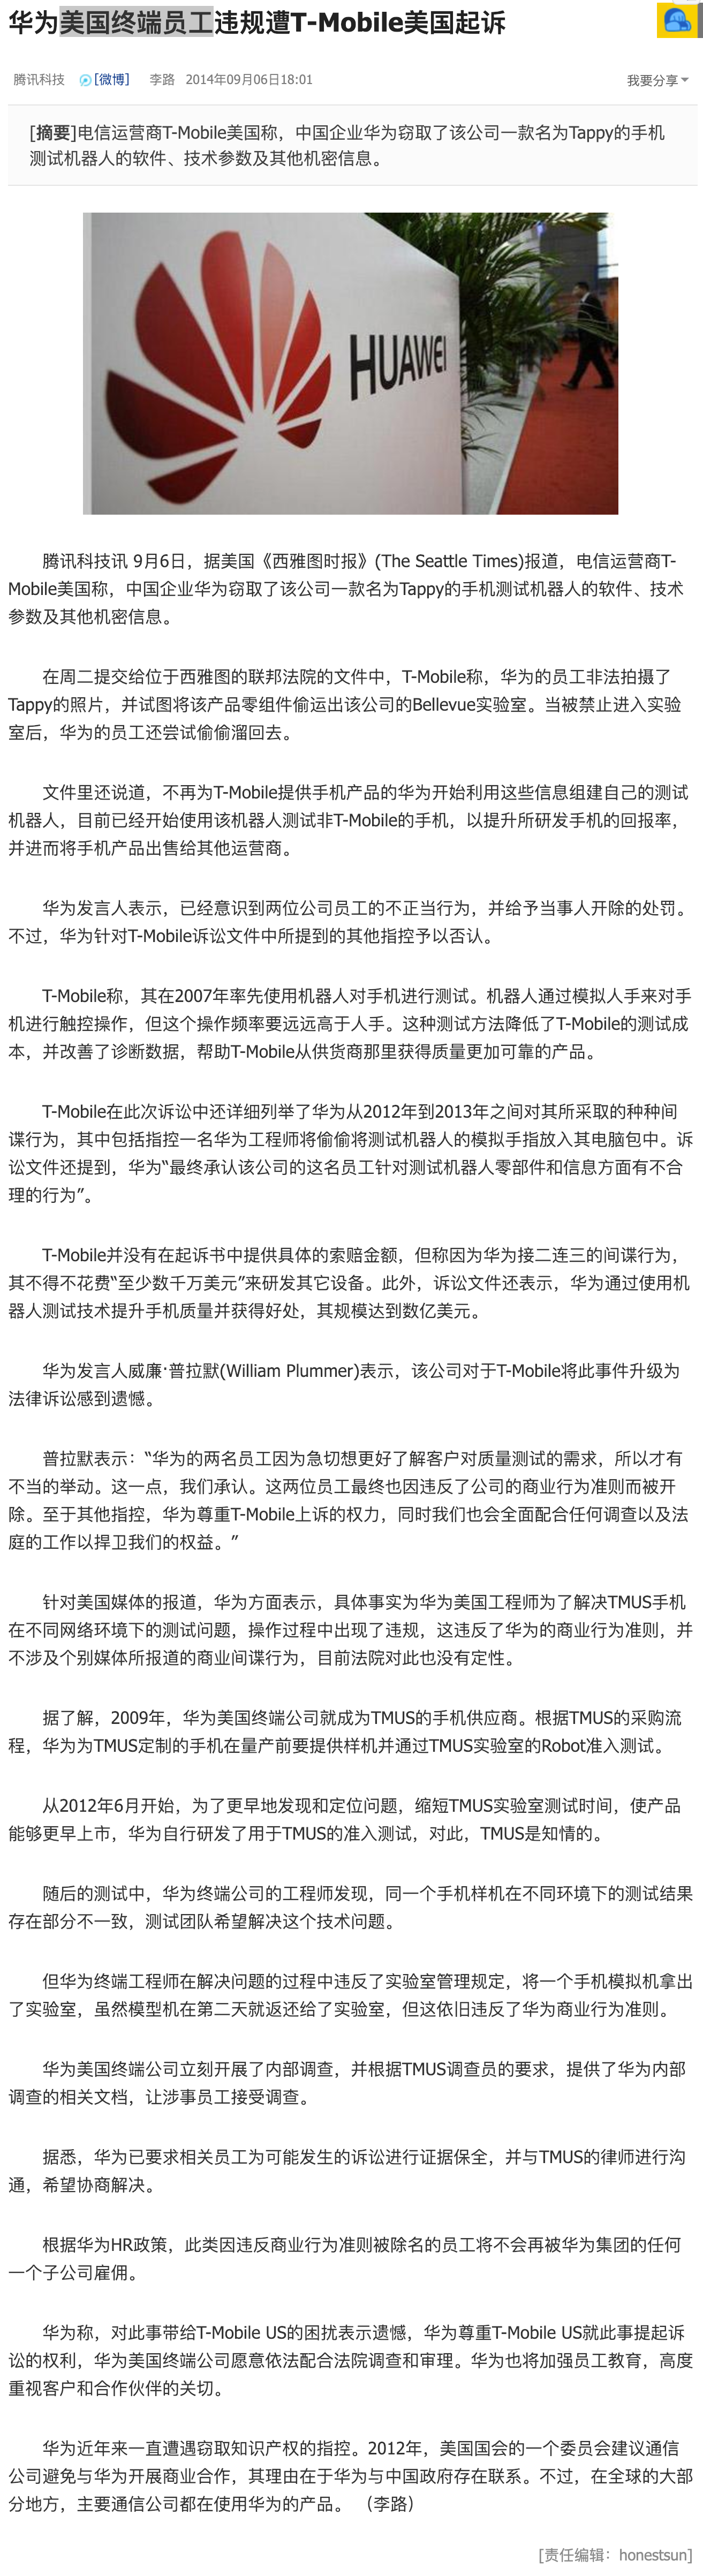 华为美国终端员工违规遭T-Mobile美国起诉
腾讯科技 [微博] 李路 2014年09月06日18:01 我要分享
[摘要]电信运营商T-Mobile美国称，中国企业华为窃取了该公司一款名为Tappy的手机
测试机器人的软件、技术参数及其他机密信息。
HUAWEI
腾讯科技讯 9月6日，据美国《西雅图时报》(The Seattle Times)报道，电信运营商T-
Mobile美国称，中国企业华为窃取了该公司一款名为Tappy的手机测试机器人的软件、技术
参数及其他机密信息。
在周二提交给位于西雅图的联邦法院的文件中，T-Mobile称，华为的员工非法拍摄了
Tappy的照片，并试图将该产品零组件偷运出该公司的Bellevue实验室。当被禁止进入实验
室后，华为的员工还尝试偷偷溜回去。
文件里还说道，不再为T-Mobile提供手机产品的华为开始利用这些信息组建自己的测试
机器人，目前已经开始使用该机器人测试非T-Mobile的手机，以提升所研发手机的回报率，
并进而将手机产品出售给其他运营商。
华为发言人表示，已经意识到两位公司员工的不正当行为，并给予当事人开除的处罚。
不过，华为针对T-Mobile诉讼文件中所提到的其他指控予以否认。
T-Mobile称，其在2007年率先使用机器人对手机进行测试。机器人通过模拟人手来对手
机进行触控操作，但这个操作频率要远远高于人手。这种测试方法降低了T-Mobile的测试成
本，并改善了诊断数据，帮助T-Mobile从供货商那里获得质量更加可靠的产品。
T-Mobile在此次诉讼中还详细列举了华为从2012年到2013年之间对其所采取的种种间
谍行为，其中包括指控一名华为工程师将偷偷将测试机器人的模拟手指放入其电脑包中。诉
讼文件还提到，华为“最终承认该公司的这名员工针对测试机器人零部件和信息方面有不合
理的行为”。
T-Mobile并没有在起诉书中提供具体的索赔金额，但称因为华为接二连三的间谍行为，
其不得不花费“至少数千万美元”来研发其它设备。此外，诉讼文件还表示，华为通过使用机
器人测试技术提升手机质量并获得好处，其规模达到数亿美元。
华为发言人威廉·普拉默(William Plummer)表示，该公司对于T-Mobile将此事件升级为
法律诉讼感到遗憾。
普拉默表示：“华为的两名员工因为急切想更好了解客户对质量测试的需求，所以才有
不当的举动。这一点，我们承认。这两位员工最终也因违反了公司的商业行为准则而被开
除。至于其他指控，华为尊重T-Mobile上诉的权力，同时我们也会全面配合任何调查以及法
庭的工作以捍卫我们的权益。”
针对美国媒体的报道，华为方面表示，具体事实为华为美国工程师为了解决TMUS手机
在不同网络环境下的测试问题，操作过程中出现了违规，这违反了华为的商业行为准则，并
不涉及个别媒体所报道的商业间谍行为，目前法院对此也没有定性。
据了解，2009年，华为美国终端公司就成为TMUS的手机供应商。根据TMUS的采购流
程，华为为TMUS定制的手机在量产前要提供样机并通过TMUS实验室的Robot准入测试。
从2012年6月开始，为了更早地发现和定位问题，缩短TMUS实验室测试时间，使产品
能够更早上市，华为自行研发了用于TMUS的准入测试，对此，TMUS是知情的。
随后的测试中，华为终端公司的工程师发现，同一个手机样机在不同环境下的测试结果
存在部分不一致，测试团队希望解决这个技术问题。
但华为终端工程师在解决问题的过程中违反了实验室管理规定，将一个手机模拟机拿出
了实验室，虽然模型机在第二天就返还给了实验室，但这依旧违反了华为商业行为准则。
华为美国终端公司立刻开展了内部调查，并根据TMUS调查员的要求，提供了华为内部
调查的相关文档，让涉事员工接受调查。
据悉，华为已要求相关员工为可能发生的诉讼进行证据保全，并与TMUS的律师进行沟
通，希望协商解决。
根据华为HR政策，此类因违反商业行为准则被除名的员工将不会再被华为集团的任何
一个子公司雇佣。
华为称，对此事带给T-Mobile US的困扰表示遗憾，华为尊重T-Mobile US就此事提起诉
讼的权利，华为美国终端公司愿意依法配合法院调查和审理。华为也将加强员工教育，高度
重视客户和合作伙伴的关切。
华为近年来一直遭遇窃取知识产权的指控。2012年，美国国会的一个委员会建议通信
公司避免与华为开展商业合作，其理由在于华为与中国政府存在联系。不过，在全球的大部
分地方，主要通信公司都在使用华为的产品。（李路）
[责任编辑：honestsun]